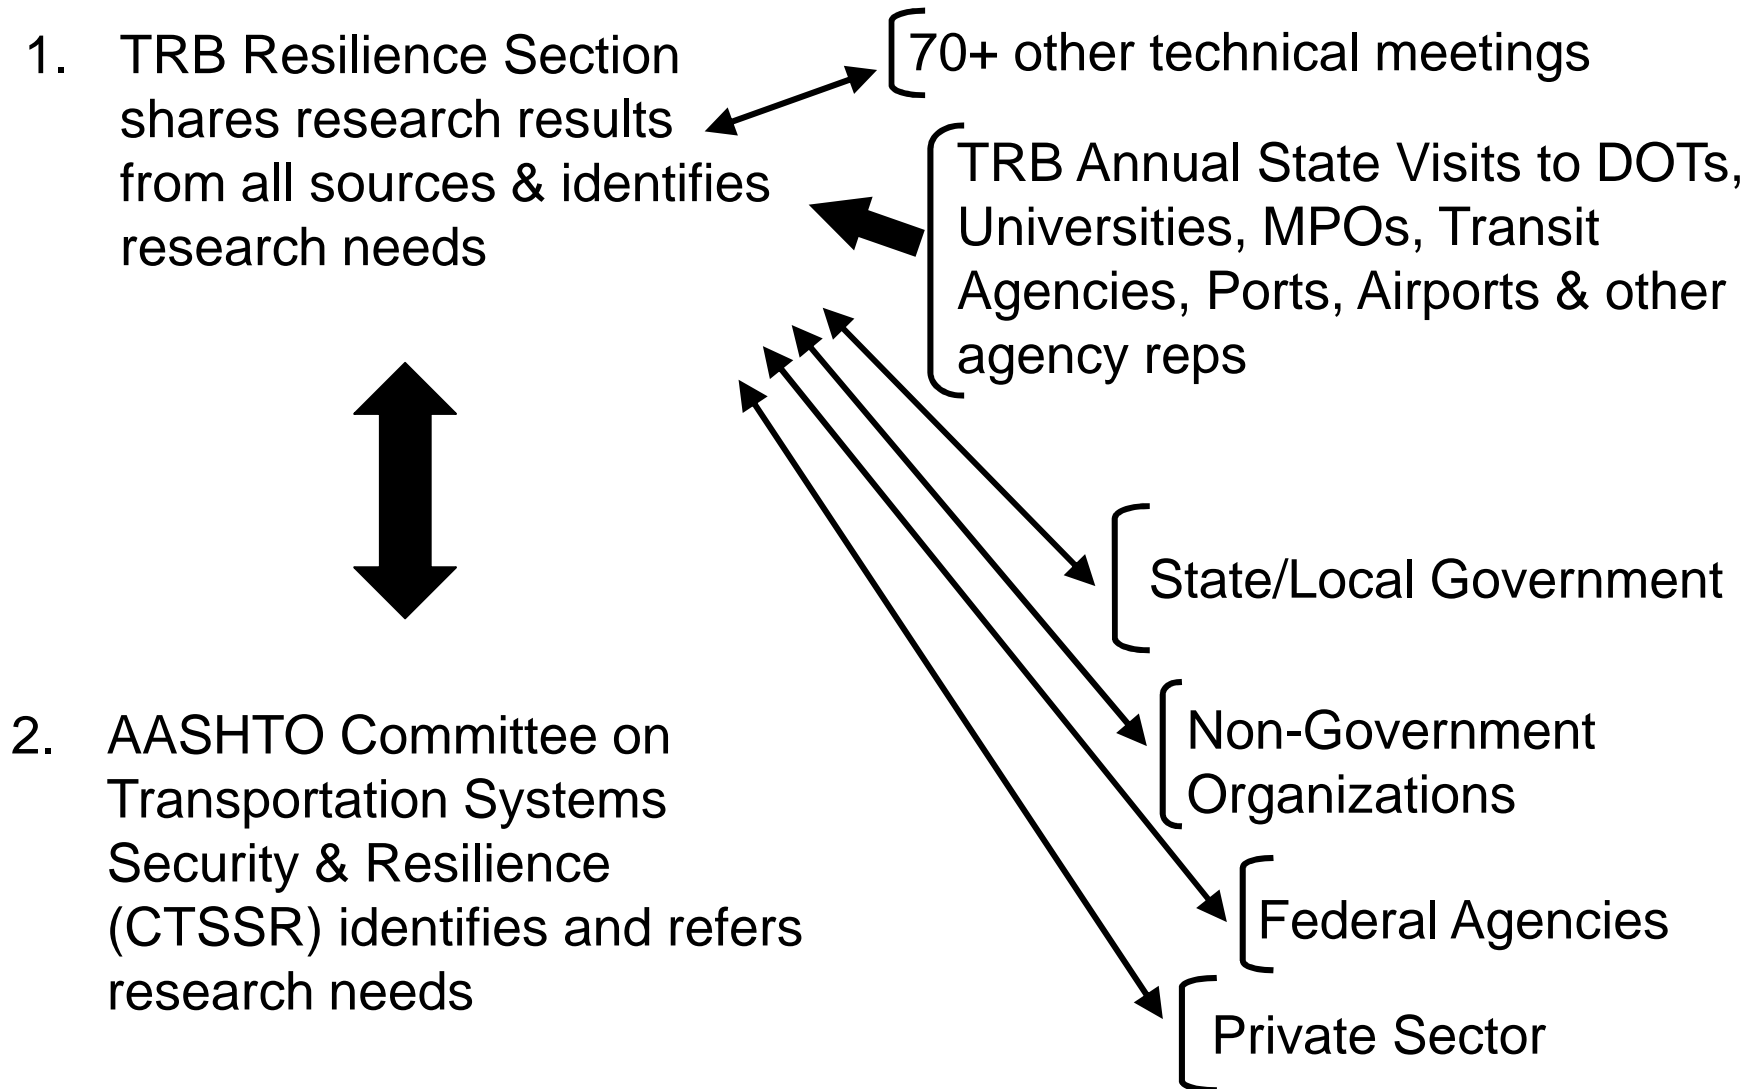 1. TRB Resilience Section
shares research results
from all sources & identifies
research needs
70+ other technical meetings
TRB Annual State Visits to DOTs,
Universities, MPOs, Transit
Agencies, Ports, Airports & other
agency reps
State/Local Government
2. AASHTO Committee on
Transportation Systems
Security & Resilience
(CTSSR) identifies and refers
research needs
Non-Government
Organizations
Federal Agencies
Private Sector